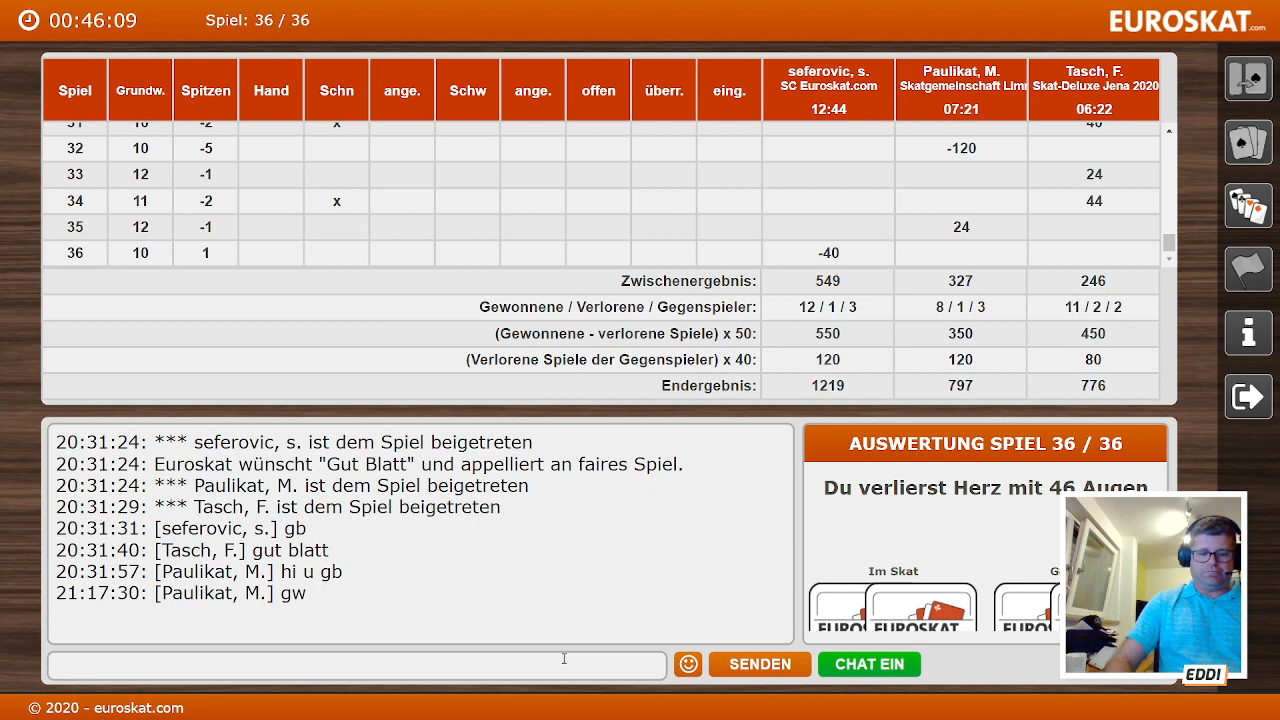 00:46:09 Spiel: 36 / 36 EUROSKAT.com
Spiel Grundw. Spitzen Hand Schn ange. Schw ange. offen überr. eing. seferovic, s. Paulikat, M. Tasch, F.
SC Euroskat.com Skatgemeinschaft Lim Skat-Deluxe Jena 2020
12:44 07:21 06:22
31 10 -2 x 40
32 10 -5 -120
33 12 -1 24
34 11 -2 x 44
35 12 -1 24
36 10 1 -40
Zwischenergebnis: 549 327 246
Gewonnene / Verlorene / Gegenspieler: 12 / 1 / 3 8 / 1 / 3 11 / 2 / 2
(Gewonnene - verlorene Spiele) x 50: 550 350 450
(Verlorene Spiele der Gegenspieler) x 40: 120 120 80
Endergebnis: 1219 797 776
20:31:24: *** seferovic, s. ist dem Spiel beigetreten
20:31:24: Euroskat wünscht "Gut Blatt" und appelliert an faires Spiel.
20:31:24: *** Paulikat, M. ist dem Spiel beigetreten
20:31:29: *** Tasch, F. ist dem Spiel beigetreten
20:31:31: [seferovic, s.] gb
20:31:40: [Tasch, F.] gut blatt
20:31:57: [Paulikat, M.] hi u gb
21:17:30: [Paulikat, M.] gw
SENDEN CHAT EIN
AUSWERTUNG SPIEL 36 / 36
Du verlierst Herz mit 46 Augen
Im Skat
EUROSKAT
EDDI
© 2020 - euroskat.com